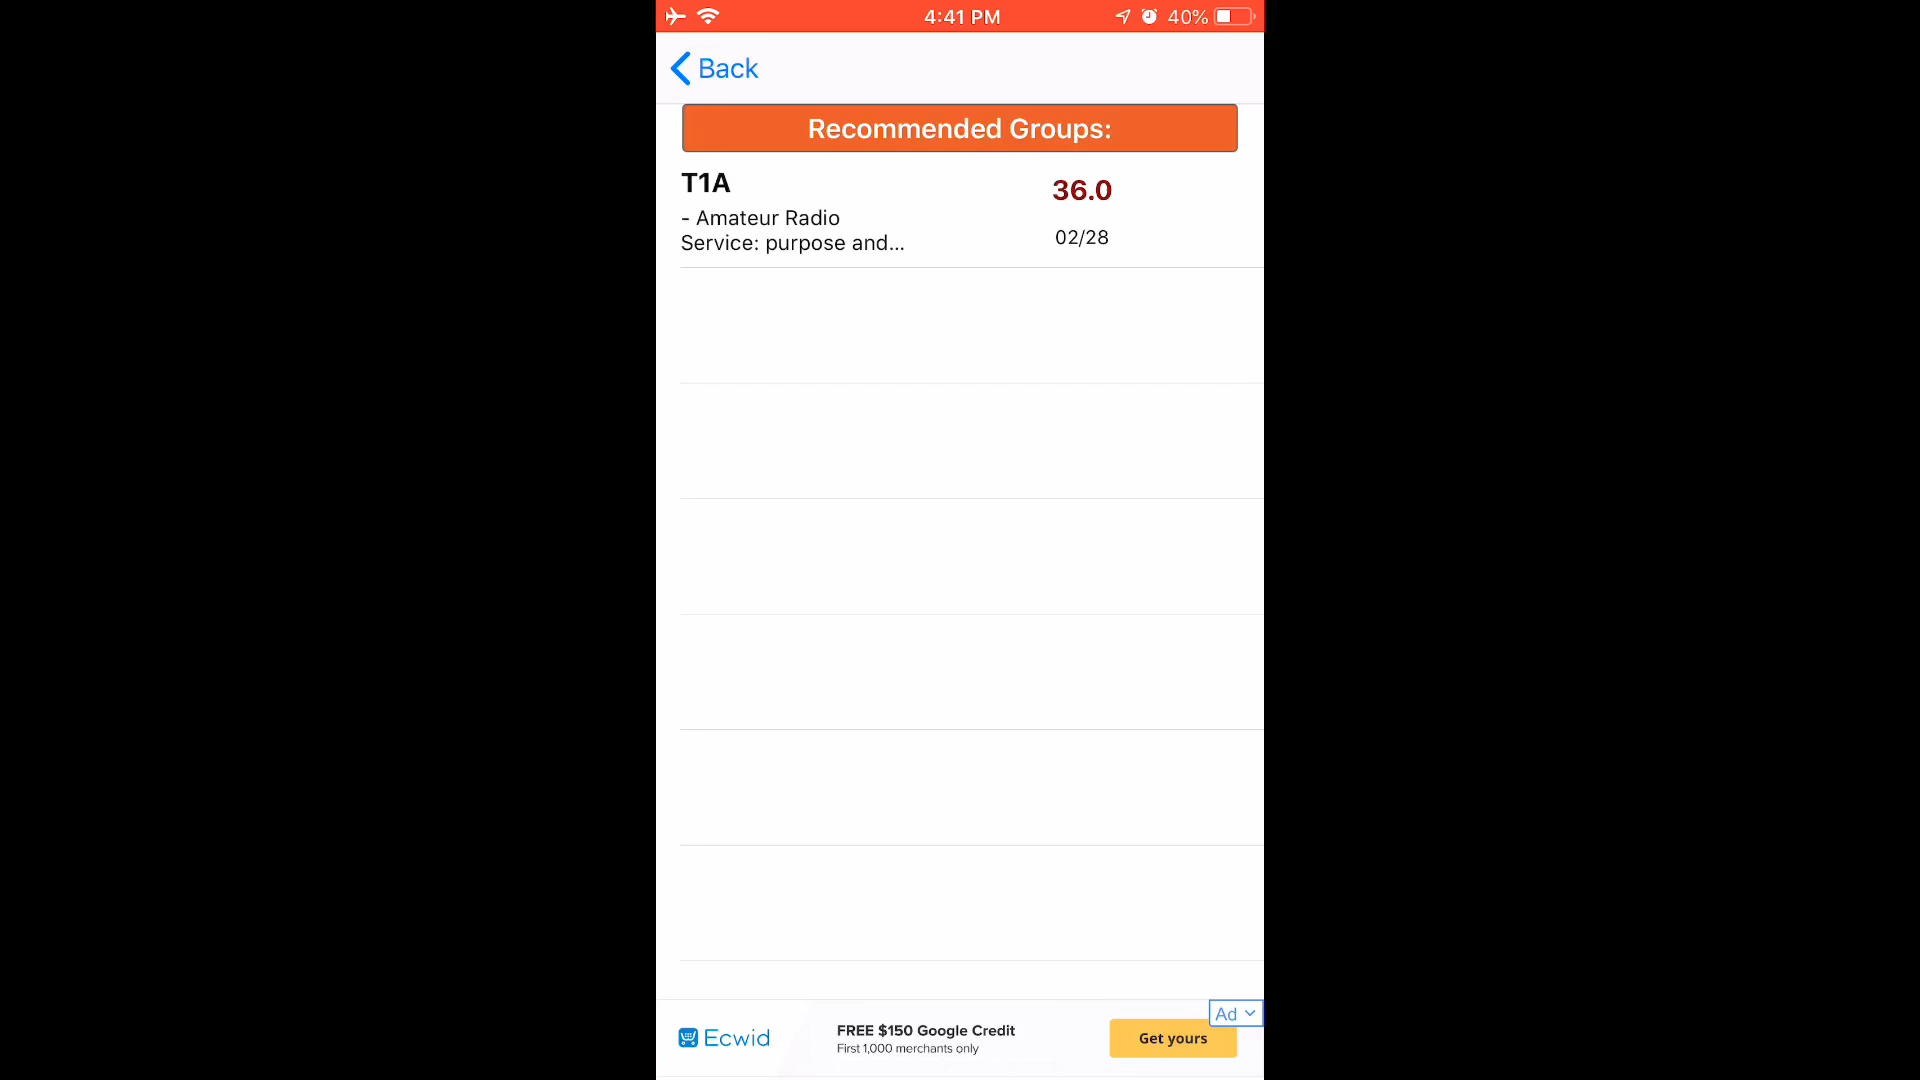 4:41 PM
40%
Back
Recommended Groups:
T1A
36.0
- Amateur Radio
Service: purpose and...
02/28
Ad
Ecwid
FREE $150 Google Credit
First 1,000 merchants only
Get yours